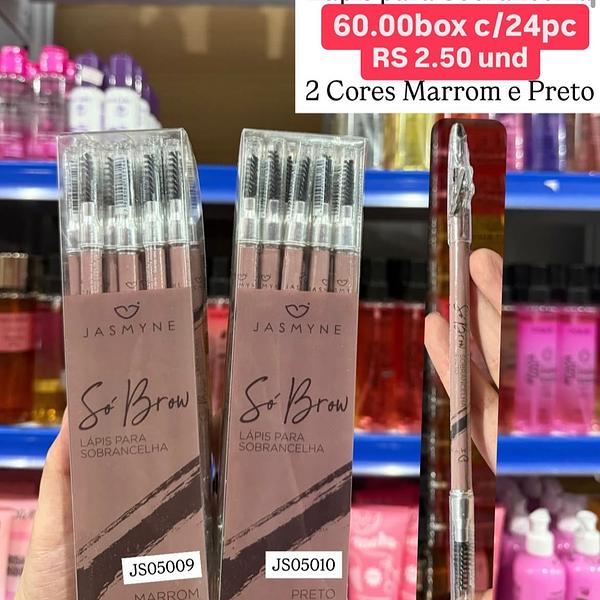 60.00box c/24pc
RS 2.50 und
2 Cores Marrom e Preto
JASMYNE
Só Brow
LÁPIS PARA
SOBRANCELHA
JS05009
MARROM
JASMYNE
Só Brow
LÁPIS PARA
SOBRANCELHA
JS05010
PRETO